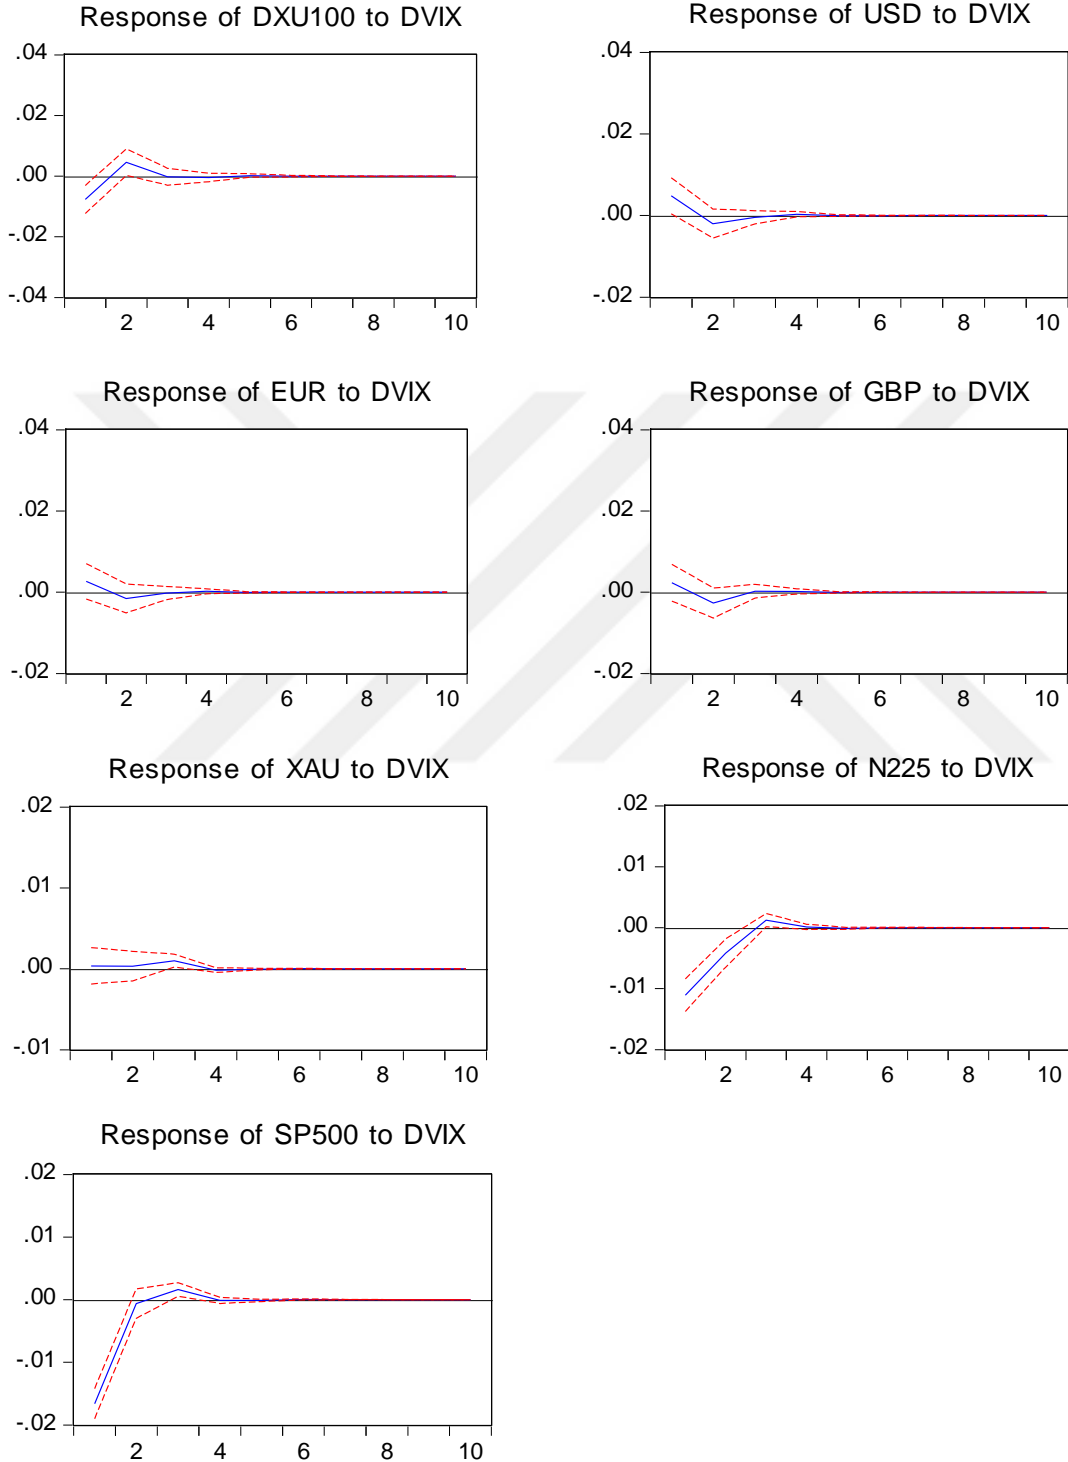 Response of DXU100 to DVIX
.04
.02
.00
-.02
-.04
2 4 6 8 10
Response of USD to DVIX
.04
.02
.00
-.02
2 4 6 8 10
Response of EUR to DVIX
.04
.02
.00
-.02
2 4 6 8 10
Response of GBP to DVIX
.04
.02
.00
-.02
2 4 6 8 10
Response of XAU to DVIX
.02
.01
.00
-.01
2 4 6 8 10
Response of N225 to DVIX
.02
.01
.00
-.01
-.02
2 4 6 8 10
Response of SP500 to DVIX
.02
.01
.00
-.01
-.02
2 4 6 8 10